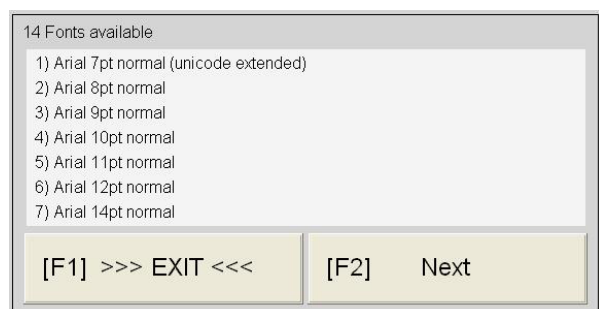 14 Fonts available
1) Arial 7pt normal (unicode extended)
2) Arial 8pt normal
3) Arial 9pt normal
4) Arial 10pt normal
5) Arial 11pt normal
6) Arial 12pt normal
7) Arial 14pt normal
[F1] >>> EXIT <<< [F2] Next